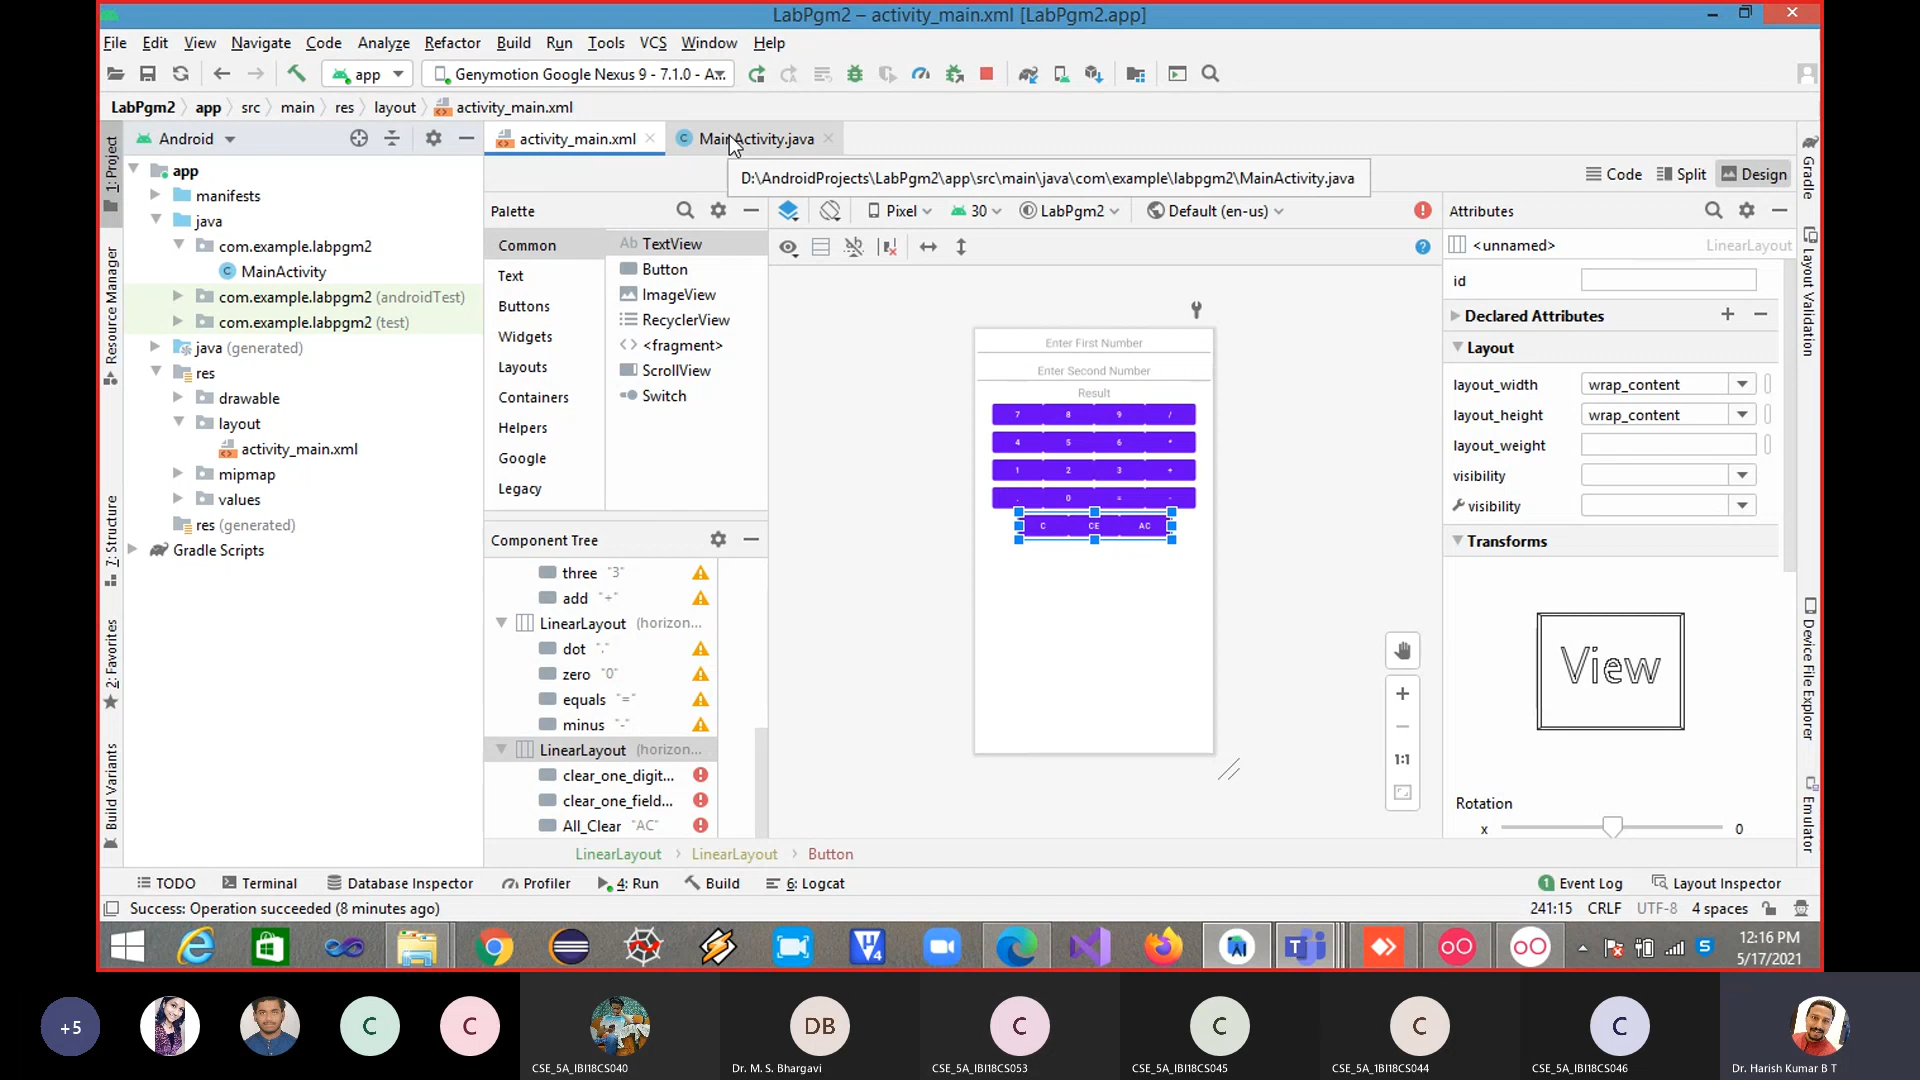 LabPgm2 – activity_main.xml [LabPgm2.app]
File Edit View Navigate Code Analyze Refactor Build Run Tools VCS Window Help
app Genymotion Google Nexus 9 - 7.1.0 - A...
LabPgm2 app src main res layout activity_main.xml
Android
activity_main.xml MainActivity.java
D:\AndroidProjects\LabPgm2\app\src\main\java\com\example\labpgm2\MainActivity.java
Code Split Design
1: Project
Resource Manager
7: Structure
2: Favorites
Build Variants
app
manifests
java
com.example.labpgm2
MainActivity
com.example.labpgm2 (androidTest)
com.example.labpgm2 (test)
java (generated)
res
drawable
layout
activity_main.xml
mipmap
values
res (generated)
Gradle Scripts
Palette
Common
Text
Buttons
Widgets
Layouts
Containers
Helpers
Google
Legacy
Ab TextView
Button
ImageView
RecyclerView
<fragment>
ScrollView
Switch
Component Tree
three "3"
add "+"
LinearLayout (horizon...
dot "."
zero "0"
equals "="
minus "-"
LinearLayout (horizon...
clear_one_digit...
clear_one_field...
All_Clear "AC"
Pixel 30 LabPgm2 Default (en-us)
Enter First Number
Enter Second Number
Result
7 8 9 /
4 5 6 *
1 2 3 +
. 0 = -
C CE AC
1:1
Attributes
<unnamed> LinearLayout
id
Declared Attributes
Layout
layout_width wrap_content
layout_height wrap_content
layout_weight
visibility
visibility
Transforms
View
Rotation
x 0
Gradle
Layout Validation
Device File Explorer
Emulator
LinearLayout LinearLayout Button
TODO Terminal Database Inspector Profiler 4: Run Build 6: Logcat 1 Event Log Layout Inspector
Success: Operation succeeded (8 minutes ago) 241:15 CRLF UTF-8 4 spaces
12:16 PM
5/17/2021
+5 C C DB C C C C
CSE_5A_IBI18CS040 Dr. M. S. Bhargavi CSE_5A_IBI18CS053 CSE_5A_IBI18CS045 CSE_5A_1BI18CS044 CSE_5A_IBI18CS046 Dr. Harish Kumar B T